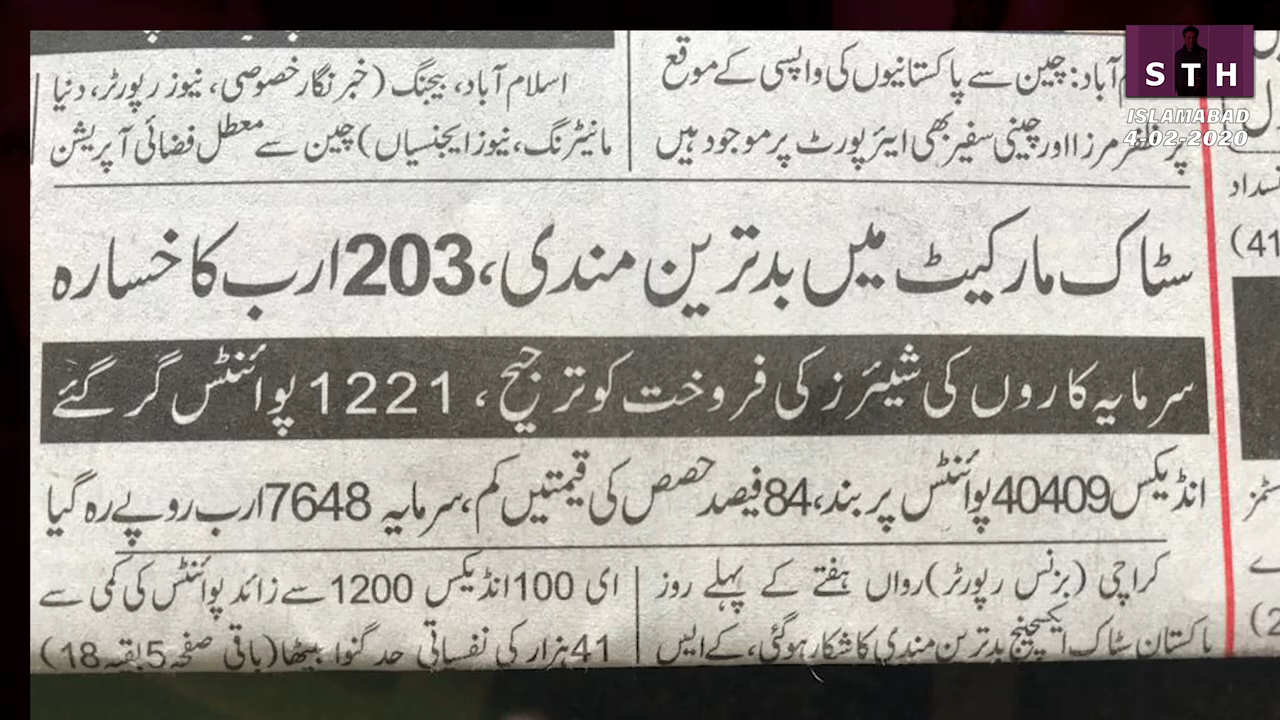 اسلام آباد: چین سے پاکستانیوں کی واپسی کے موقع
پر ظفر مرزا اور چینی سفیر بھی ایئرپورٹ پر موجود ہیں
اسلام آباد، بیجنگ (خبر نگار خصوصی، نیوز رپورٹر، دنیا
مانیٹرنگ، نیوز ایجنسیاں) چین سے معطل فضائی آپریشن
سٹاک مارکیٹ میں بدترین مندی، 203 ارب کا خسارہ
سرمایہ کاروں کی شیئرز کی فروخت کو ترجیح، 1221 پوائنٹس گر گئے
انڈیکس 40409 پوائنٹس پر بند، 84 فیصد حصص کی قیمتیں کم، سرمایہ 7648 ارب روپے رہ گیا
کراچی (بزنس رپورٹر) رواں ہفتے کے پہلے روز
پاکستان سٹاک ایکسچینج بدترین مندی کا شکار ہوگئی، کے ایس
ای 100 انڈیکس 1200 سے زائد پوائنٹس کی کمی سے
41 ہزار کی نفسیاتی حد گنوا بیٹھا (باقی صفحہ 5 بقیہ 18)
STH
ISLAMABAD
4-02-2020